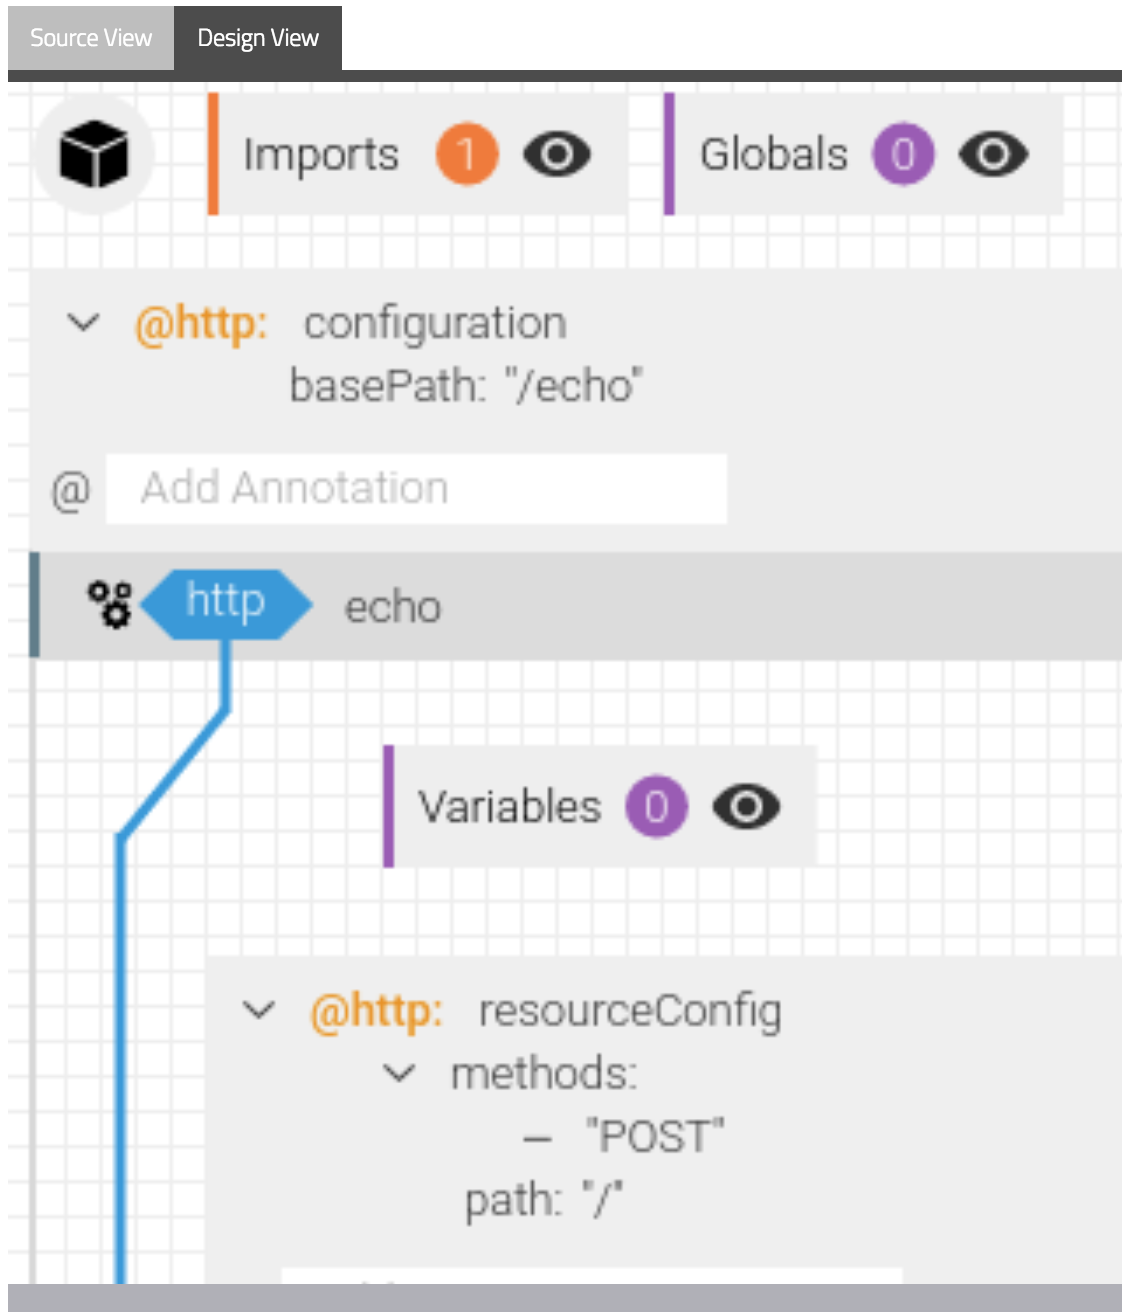 Source View Design View
Imports 1 Globals 0
@http: configuration
basePath: "/echo"
@ Add Annotation
http echo
Variables 0
@http: resourceConfig
methods:
– "POST"
path: "/"